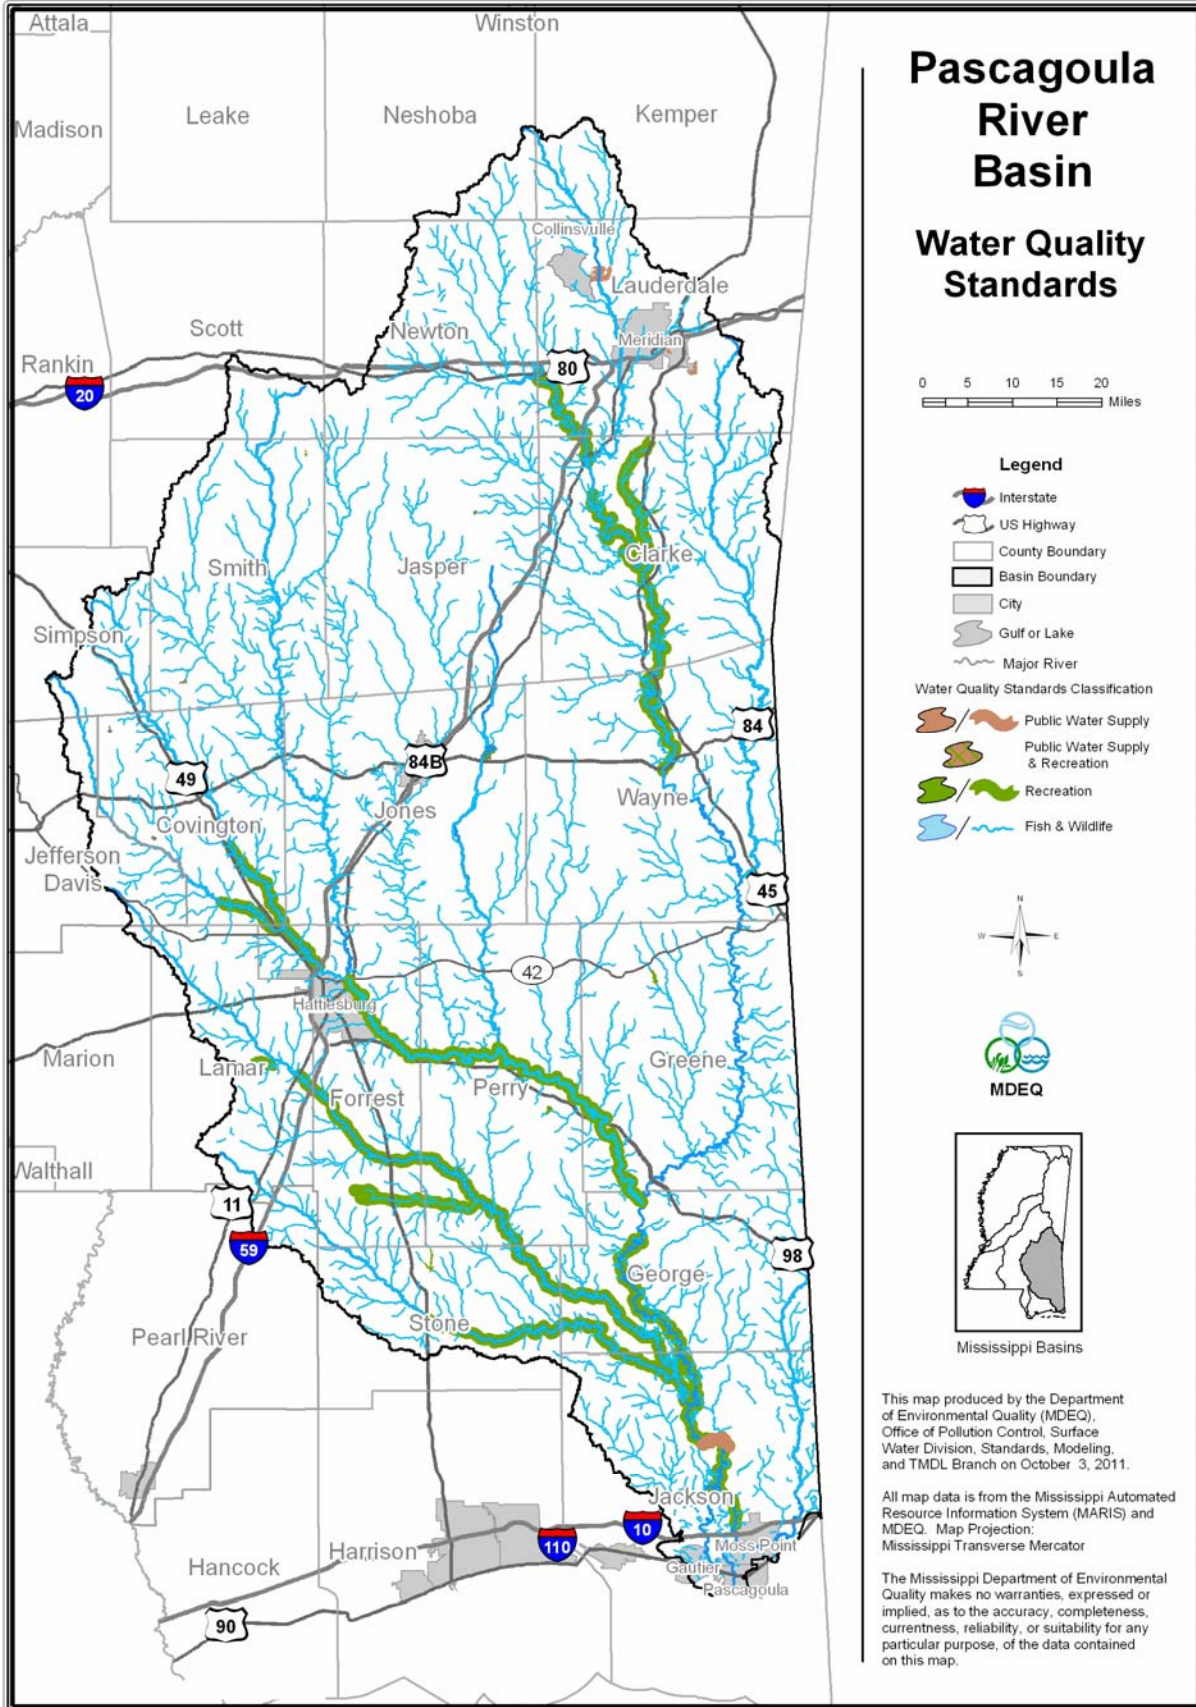 Pascagoula
River
Basin
Water Quality
Standards
0 5 10 15 20
Miles
Legend
Interstate
US Highway
County Boundary
Basin Boundary
City
Gulf or Lake
Major River
Water Quality Standards Classification
Public Water Supply
Public Water Supply
& Recreation
Recreation
Fish & Wildlife
N
W E
S
MDEQ
Mississippi Basins
This map produced by the Department
of Environmental Quality (MDEQ),
Office of Pollution Control, Surface
Water Division, Standards, Modeling,
and TMDL Branch on October 3, 2011.
All map data is from the Mississippi Automated
Resource Information System (MARIS) and
MDEQ. Map Projection:
Mississippi Transverse Mercator
The Mississippi Department of Environmental
Quality makes no warranties, expressed or
implied, as to the accuracy, completeness,
currentness, reliability, or suitability for any
particular purpose, of the data contained
on this map.
Attala
Winston
Madison
Leake
Neshoba
Kemper
Collinsvulle
Lauderdale
Scott
Newton
Meridian
Rankin
80
20
Clarke
Smith
Jasper
Simpson
84
84B
49
Wayne
Jones
Covington
Jefferson
Davis
45
42
Hattiesburg
Marion
Lamar
Greene
Perry
Forrest
Walthall
11
59
98
George
Stone
Pearl River
Jackson
10
110
Moss Point
Harrison
Gautier
Hancock
Pascagoula
90